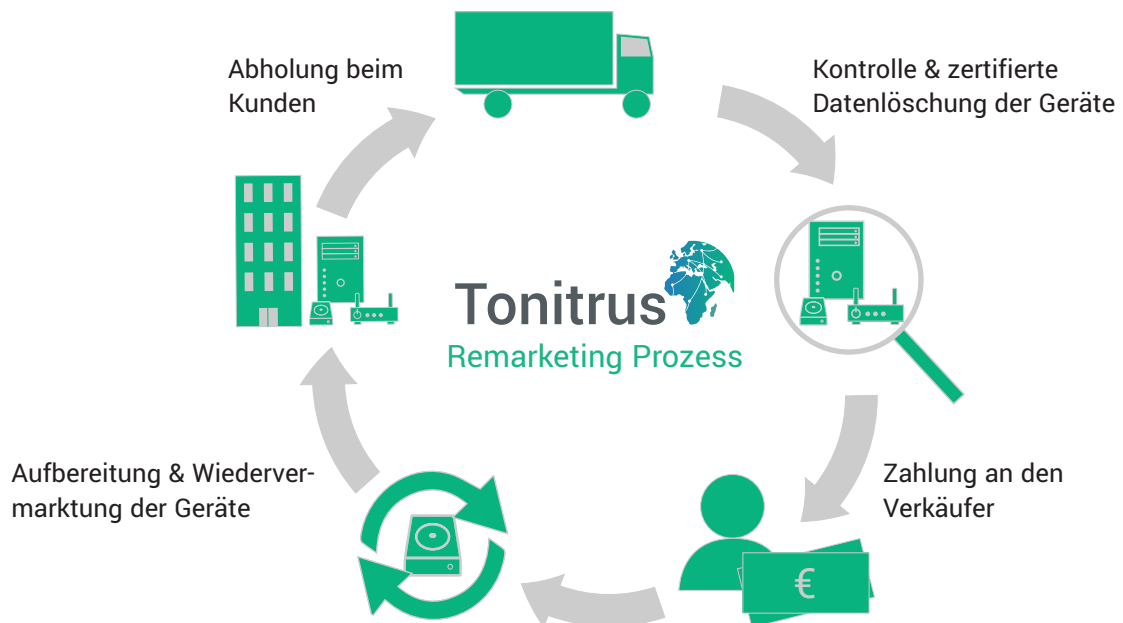 Abholung beim
Kunden
Kontrolle & zertifierte
Datenlöschung der Geräte
Tonitrus
Remarketing Prozess
Aufbereitung & Wiederver-
marktung der Geräte
Zahlung an den
Verkäufer
€